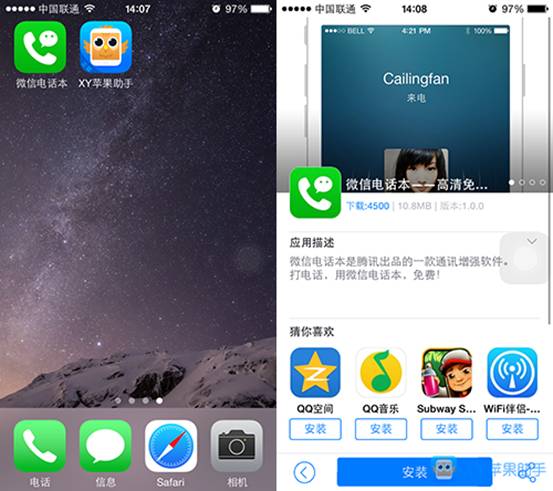 中国联通 14:07 97%
微信电话本 XY苹果助手
电话 信息 Safari 相机
中国联通 14:08 97%
BELL 4:21 PM 100%
Cailingfan
来电
微信电话本——高清免...
下载:4500 | 10.8MB | 版本:1.0.0
应用描述
微信电话本是腾讯出品的一款通讯增强软件。
打电话，用微信电话本，免费！
猜你喜欢
QQ空间 QQ音乐 Subway S... WiFi伴侣-...
安装 安装 安装 安装
安装
苹果助手